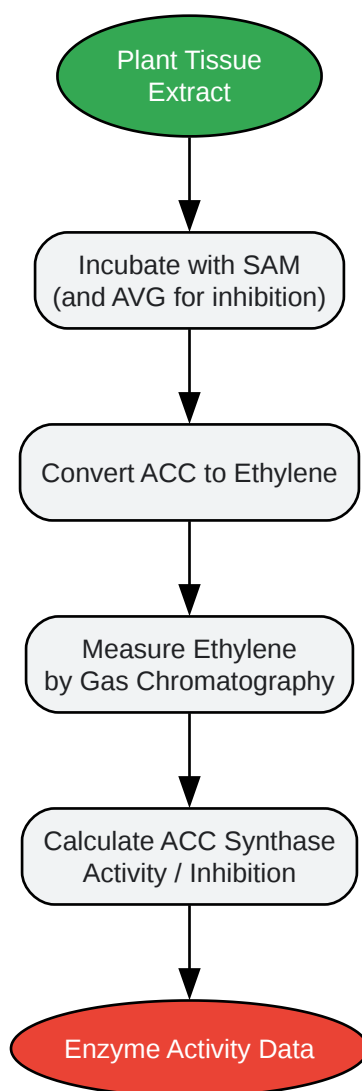 Plant Tissue
Extract
Incubate with SAM
(and AVG for inhibition)
Convert ACC to Ethylene
Measure Ethylene
by Gas Chromatography
Calculate ACC Synthase
Activity / Inhibition
Enzyme Activity Data